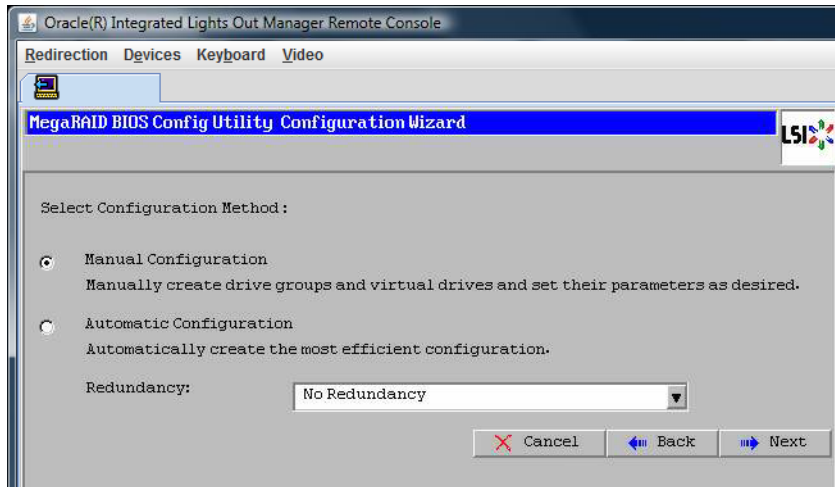 Oracle(R) Integrated Lights Out Manager Remote Console
Redirection Devices Keyboard Video
MegaRAID BIOS Config Utility Configuration Wizard
LSI
Select Configuration Method:
Manual Configuration
Manually create drive groups and virtual drives and set their parameters as desired.
Automatic Configuration
Automatically create the most efficient configuration.
Redundancy: No Redundancy
Cancel Back Next